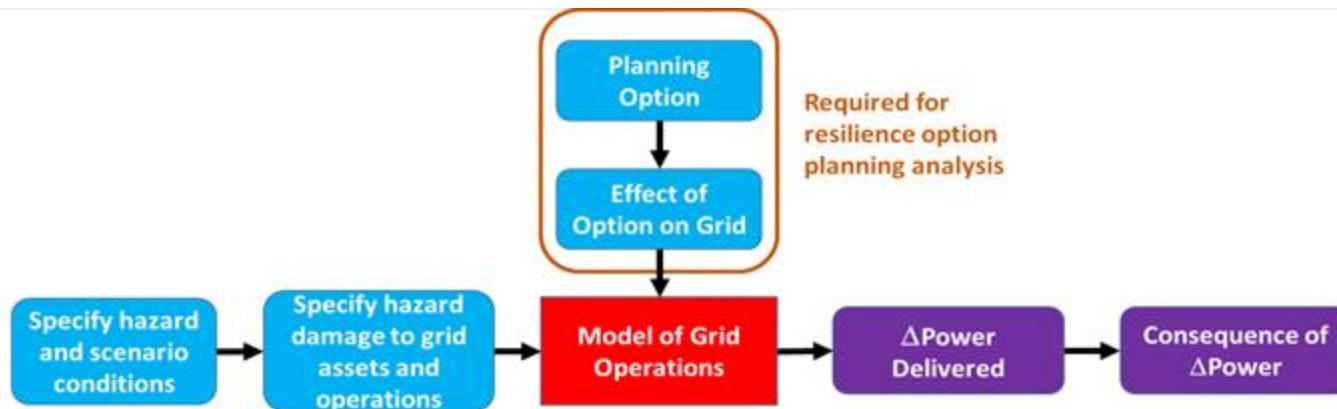 Planning
Option
Required for
resilience option
planning analysis
Effect of
Option on Grid
Specify hazard
and scenario
conditions
Specify hazard
damage to grid
assets and
operations
Model of Grid
Operations
ΔPower
Delivered
Consequence of
ΔPower